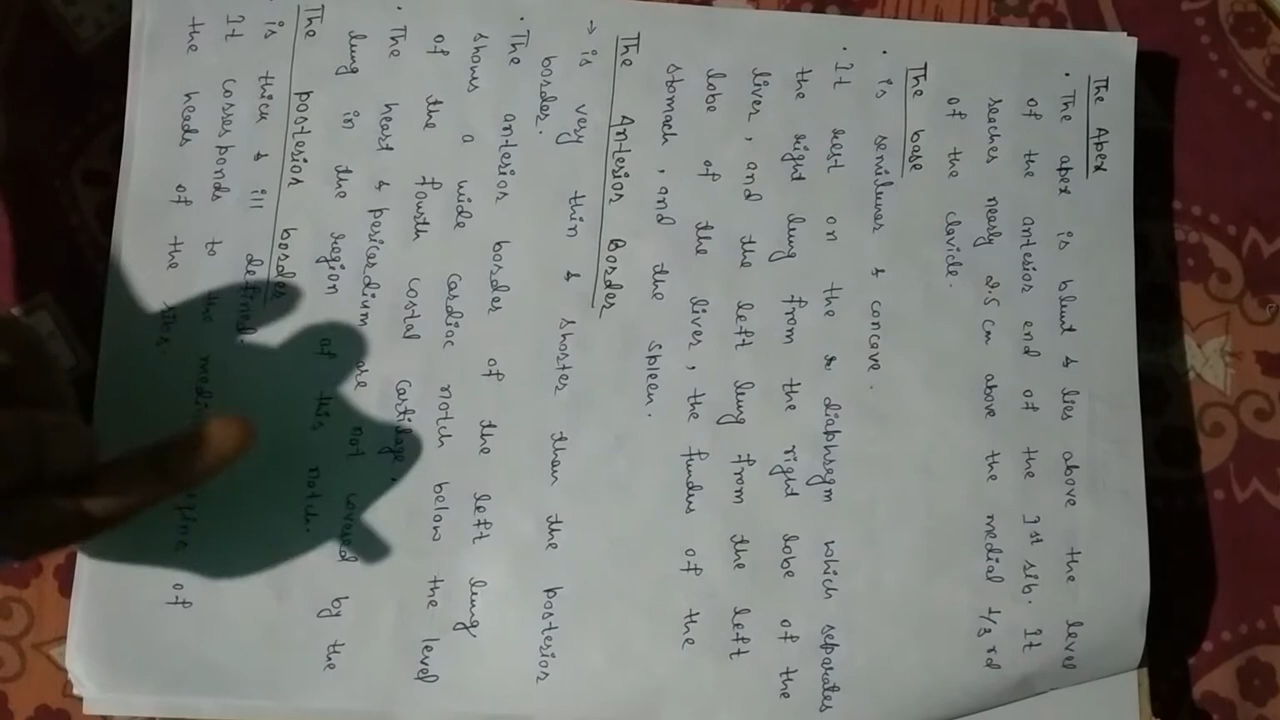 The Apex
• The apex is blunt & lies above the level
of the anterior end of the 1st rib. It
reaches nearly 2.5 cm above the medial 1/3 rd
of the clavicle.
The base
• is semilunar & concave.
• It rest on the diaphragm which separates
the right lung from the right lobe of the
liver, and the left lung from the left
lobe of the liver, the fundus of the
stomach, and the spleen.
The Anterior Border
→ is very thin & shorter than the posterior
border.
• The anterior border of the left lung
shows a wide cardiac notch below the level
of the fourth costal cartilage.
• The heart & pericardium are not covered by the
lung in the region of this notch.
The posterior border
• is thick & ill defined.
It corresponds to the of
the heads of the ribs.